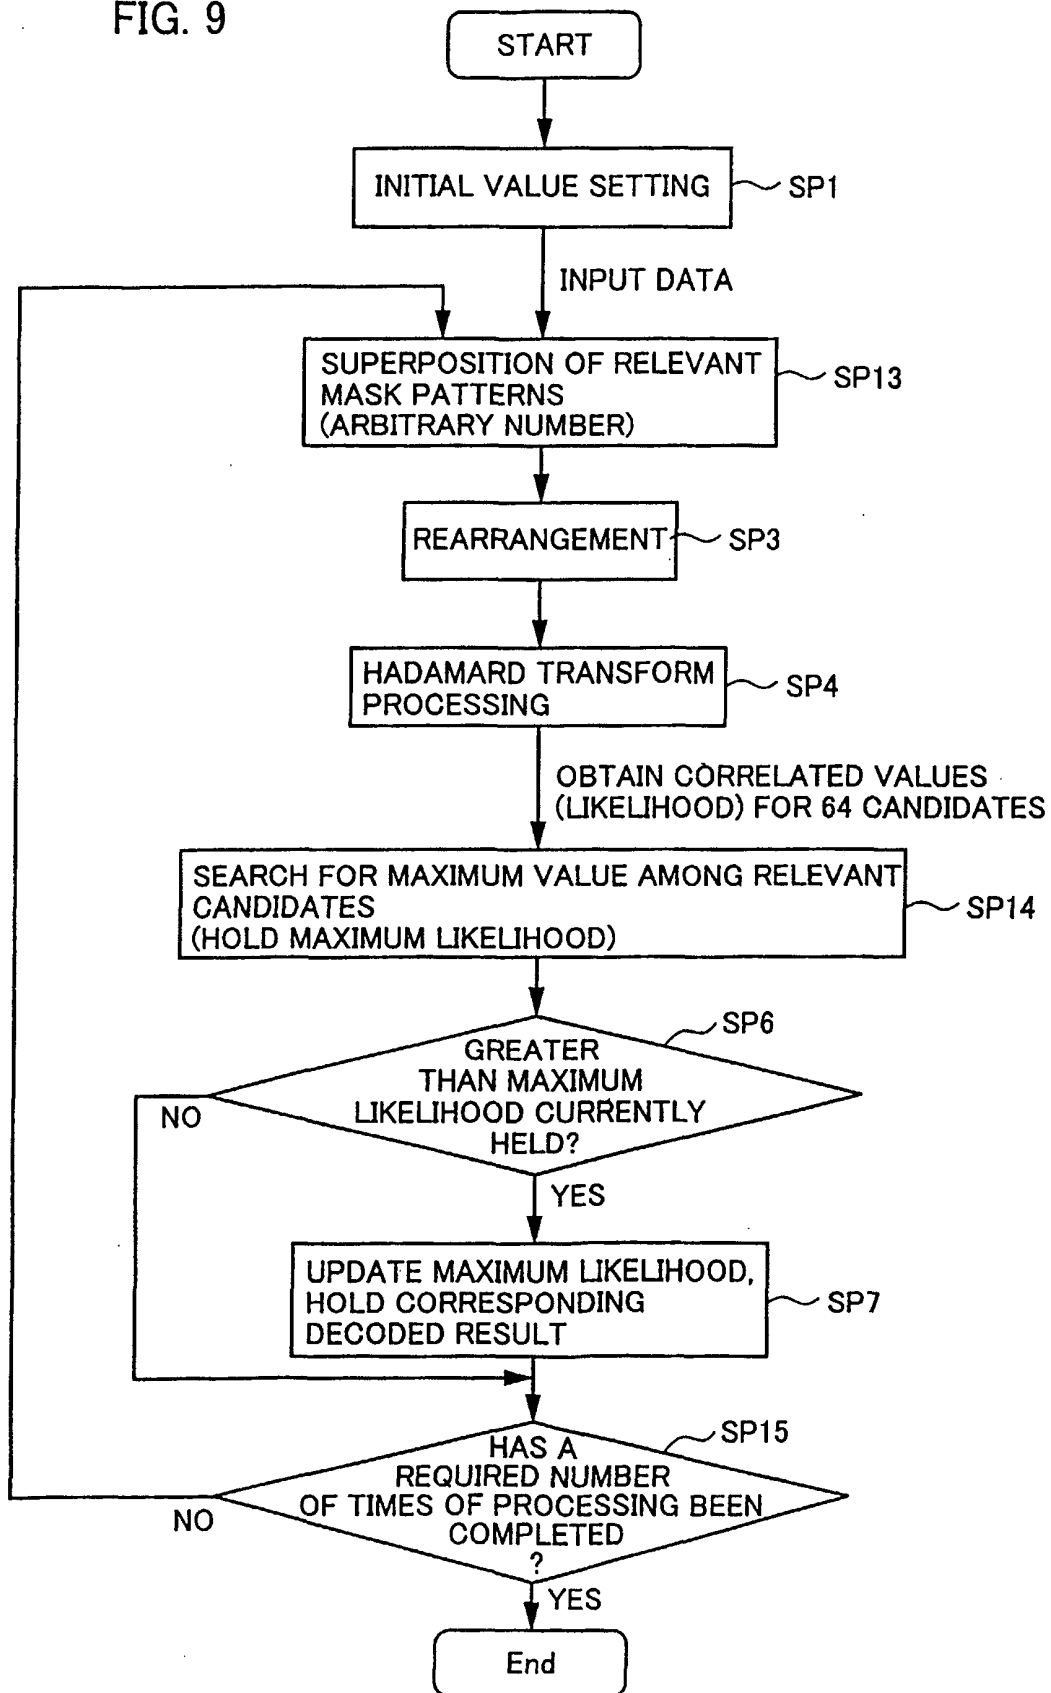 FIG. 9
START
INITIAL VALUE SETTING
SP1
INPUT DATA
SUPERPOSITION OF RELEVANT
MASK PATTERNS
(ARBITRARY NUMBER)
SP13
REARRANGEMENT
SP3
HADAMARD TRANSFORM
PROCESSING
SP4
OBTAIN CORRELATED VALUES
(LIKELIHOOD) FOR 64 CANDIDATES
SEARCH FOR MAXIMUM VALUE AMONG RELEVANT
CANDIDATES
(HOLD MAXIMUM LIKELIHOOD)
SP14
SP6
GREATER
THAN MAXIMUM
LIKELIHOOD CURRENTLY
HELD?
NO
YES
UPDATE MAXIMUM LIKELIHOOD,
HOLD CORRESPONDING
DECODED RESULT
SP7
SP15
HAS A
REQUIRED NUMBER
OF TIMES OF PROCESSING BEEN
COMPLETED
?
NO
YES
End